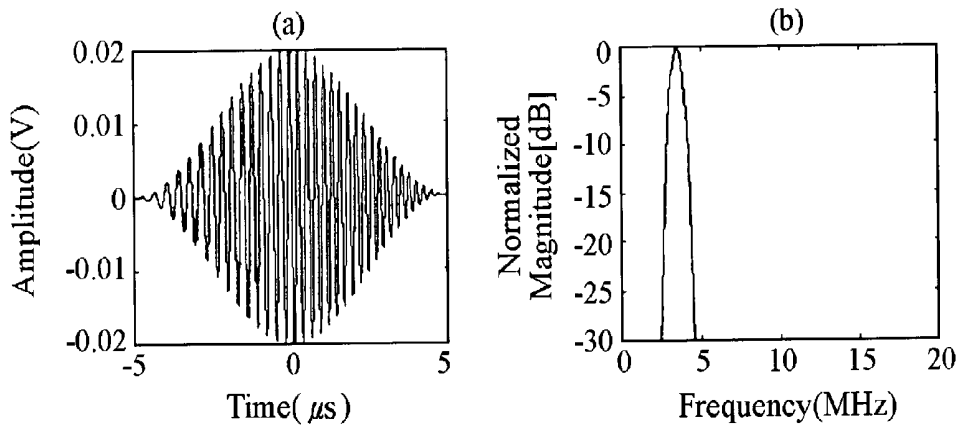 (a)
0.02
0.01
0
-0.01
-0.02
-5
0
5
Amplitude(V)
Time( μs)
(b)
0
-5
-10
-15
-20
-25
-30
0
5
10
15
20
Normalized
Magnitude[dB]
Frequency(MHz)